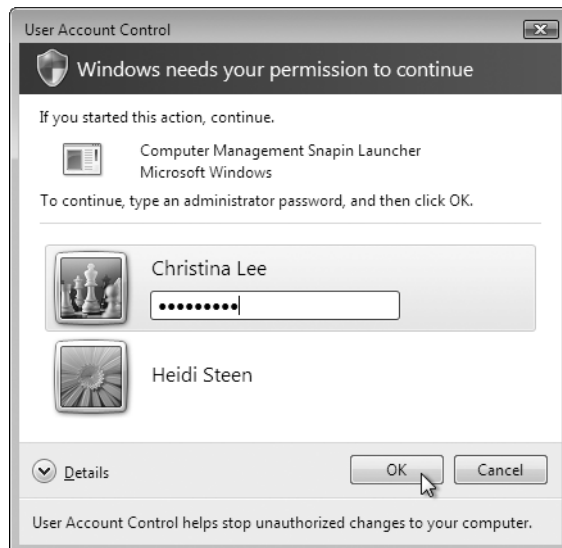 User Account Control
Windows needs your permission to continue
If you started this action, continue.
Computer Management Snapin Launcher
Microsoft Windows
To continue, type an administrator password, and then click OK.
Christina Lee
•••••••••
Heidi Steen
Details
OK
Cancel
User Account Control helps stop unauthorized changes to your computer.